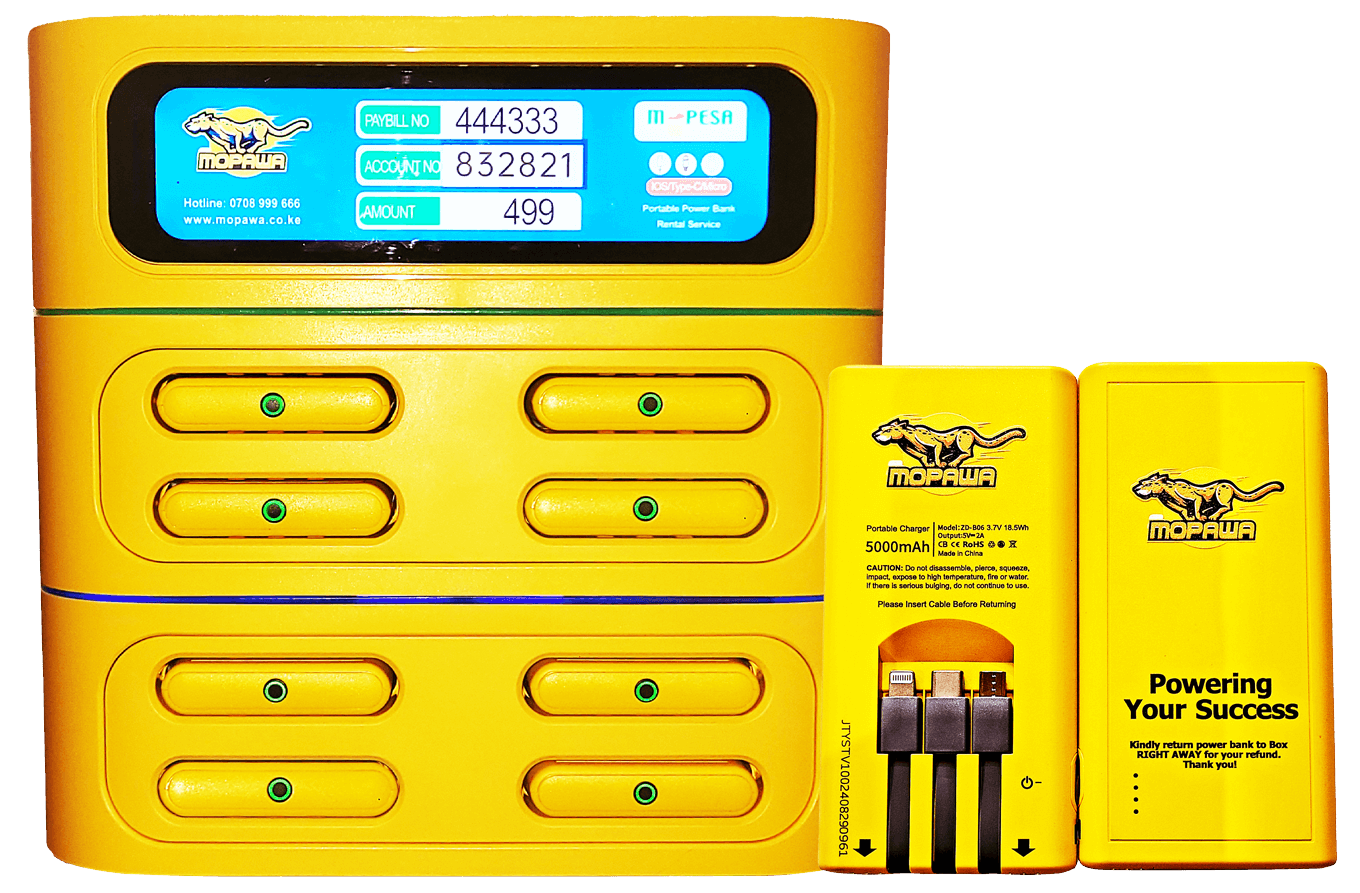 MOPAWA
Hotline: 0708 999 666
www.mopawa.co.ke
PAYBILL NO 444333
ACCOUNT NO 832821
AMOUNT 499
M-PESA
iOS/Type-C/Micro
Portable Power Bank
Rental Service
MOPAWA
Portable Charger
5000mAh
Model:ZD-B06 3.7V 18.5Wh
Output:5V⎓2A
CB CE RoHS
Made in China
CAUTION: Do not disassemble, pierce, squeeze,
impact, expose to high temperature, fire or water.
If there is serious bulging, do not continue to use.
Please Insert Cable Before Returning
JTYSTV1002408290961
MOPAWA
Powering
Your Success
Kindly return power bank to Box
RIGHT AWAY for your refund.
Thank you!